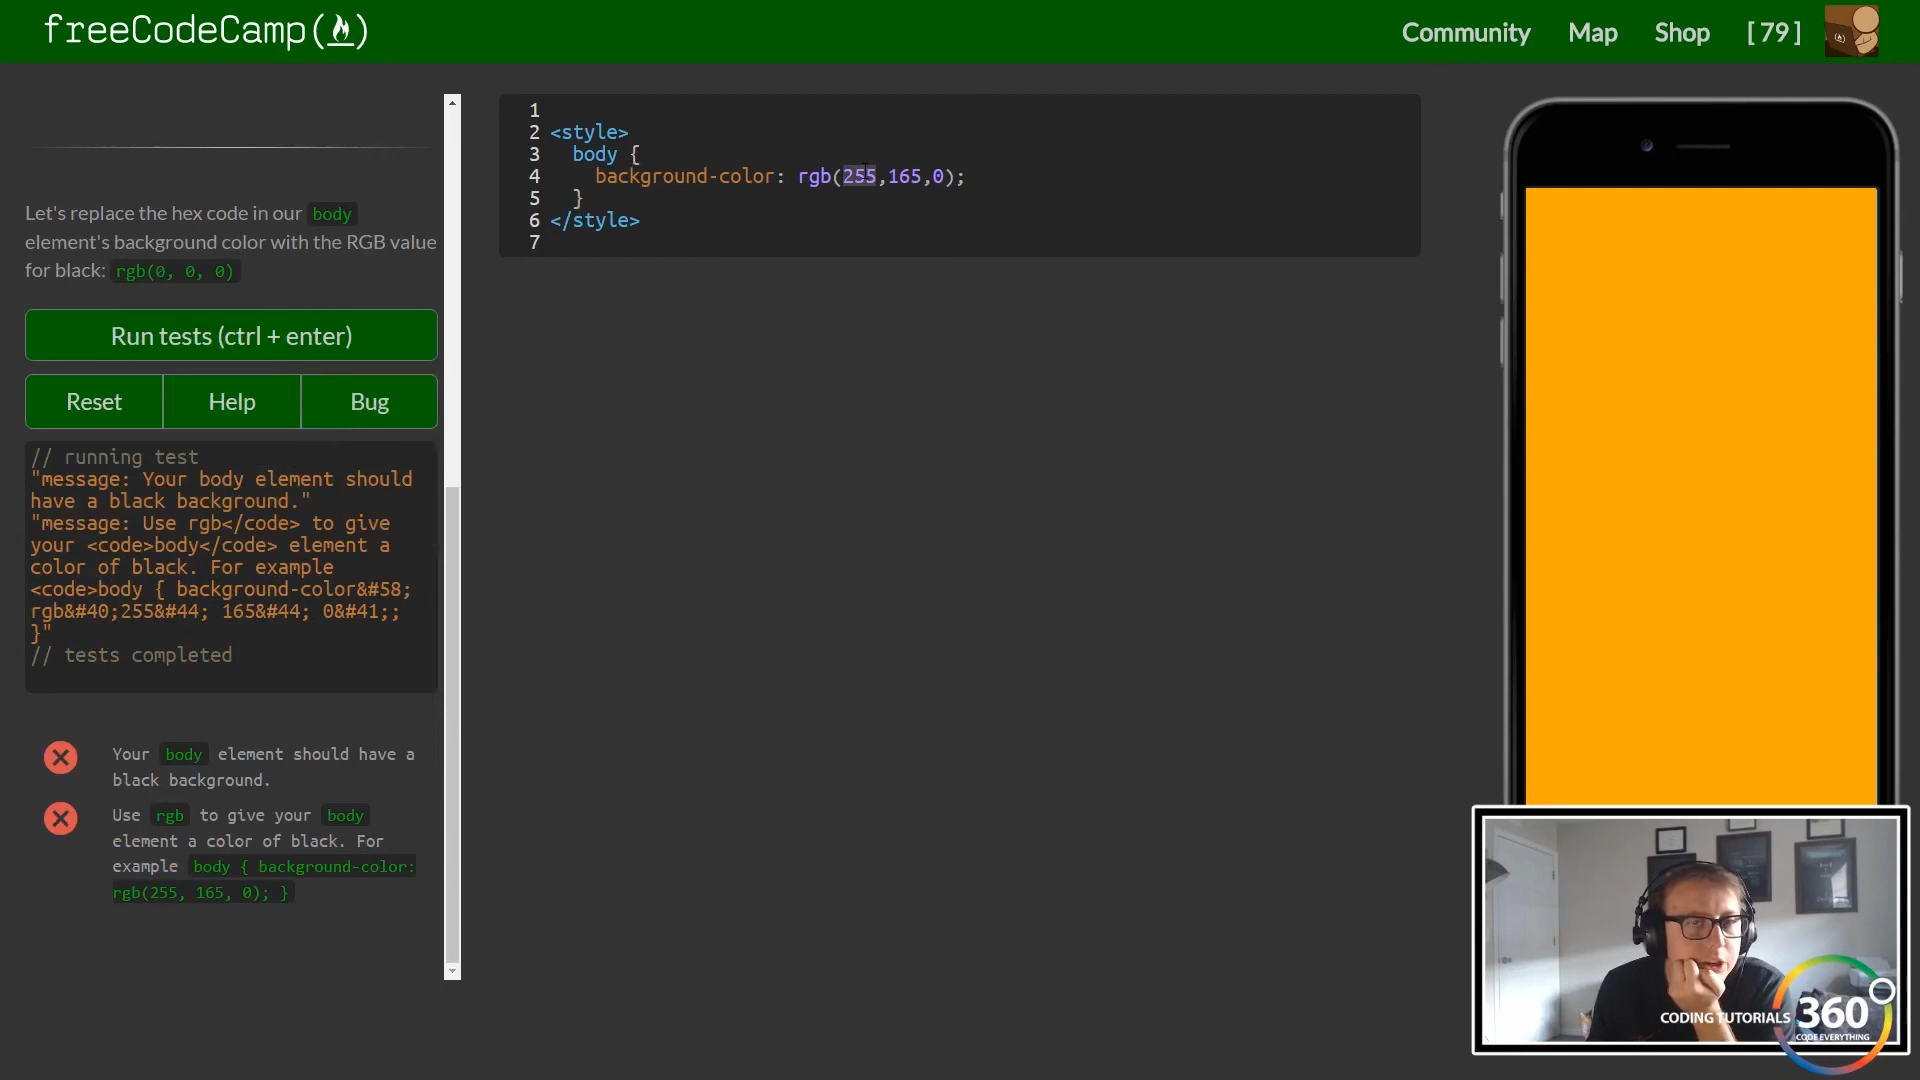 freeCodeCamp(🔥)
Community Map Shop [ 79 ]
Let's replace the hex code in our body
element's background color with the RGB value
for black: rgb(0, 0, 0)
Run tests (ctrl + enter)
Reset Help Bug
// running test
"message: Your body element should
have a black background."
"message: Use rgb</code> to give
your <code>body</code> element a
color of black. For example
<code>body { background-color&#58;
rgb&#40;255&#44; 165&#44; 0&#41;;
}"
// tests completed
Your body element should have a
black background.
Use rgb to give your body
element a color of black. For
example body { background-color:
rgb(255, 165, 0); }
1
2 <style>
3 body {
4 background-color: rgb(255,165,0);
5 }
6 </style>
7
CODING TUTORIALS 360
CODE EVERYTHING